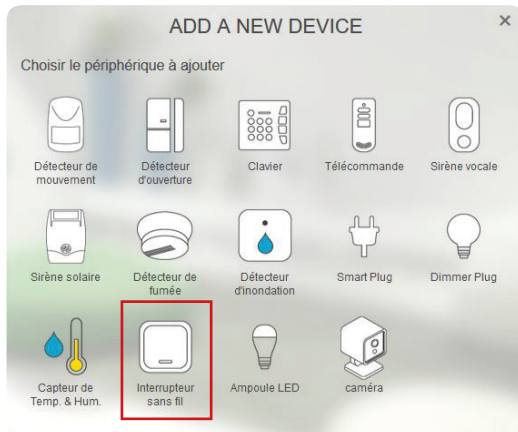 ADD A NEW DEVICE ×
Choisir le périphérique à ajouter
Détecteur de
mouvement
Détecteur
d'ouverture
Clavier
Télécommande
Sirène vocale
Sirène solaire
Détecteur de
fumée
Détecteur
d'inondation
Smart Plug
Dimmer Plug
Capteur de
Temp. & Hum.
Interrupteur
sans fil
Ampoule LED
caméra